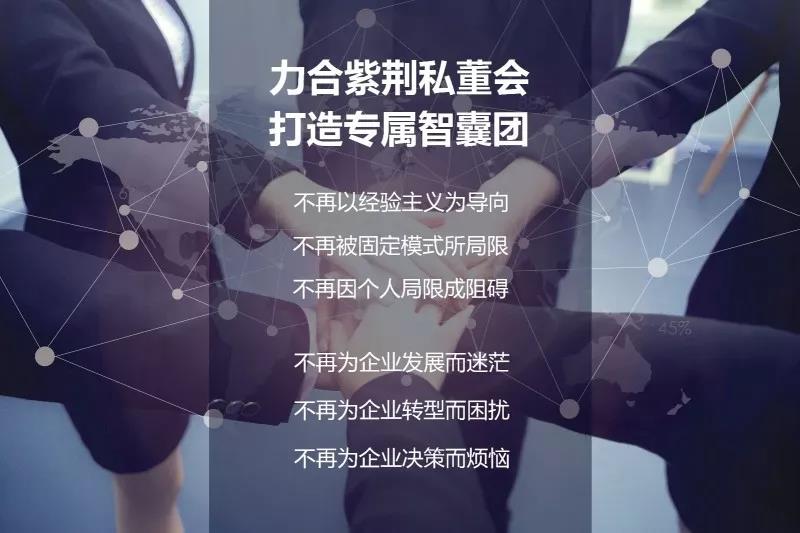 力合紫荆私董会
打造专属智囊团
不再以经验主义为导向
不再被固定模式所局限
不再因个人局限成阻碍
45%
不再为企业发展而迷茫
不再为企业转型而困扰
不再为企业决策而烦恼